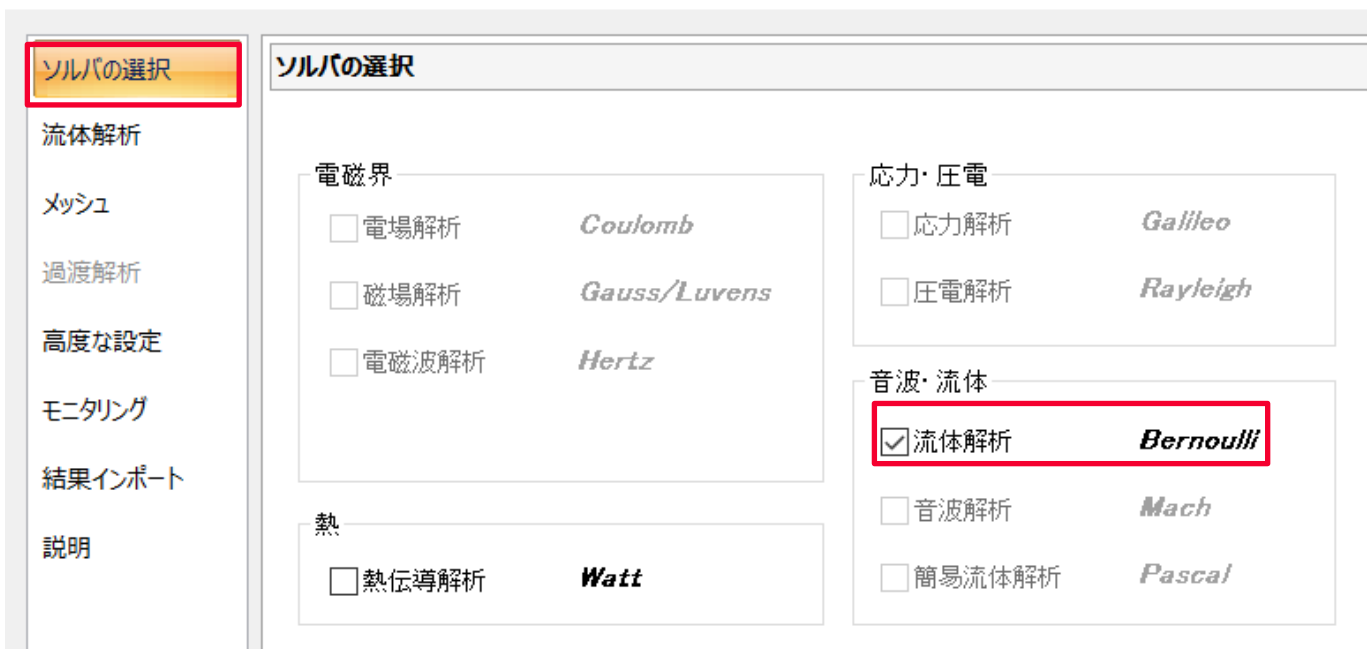 ソルバの選択
流体解析
メッシュ
過渡解析
高度な設定
モニタリング
結果インポート
説明
ソルバの選択
電磁界
電場解析 Coulomb
磁場解析 Gauss/Luvens
電磁波解析 Hertz
熱
熱伝導解析 Watt
応力・圧電
応力解析 Galileo
圧電解析 Rayleigh
音波・流体
流体解析 Bernoulli
音波解析 Mach
簡易流体解析 Pascal